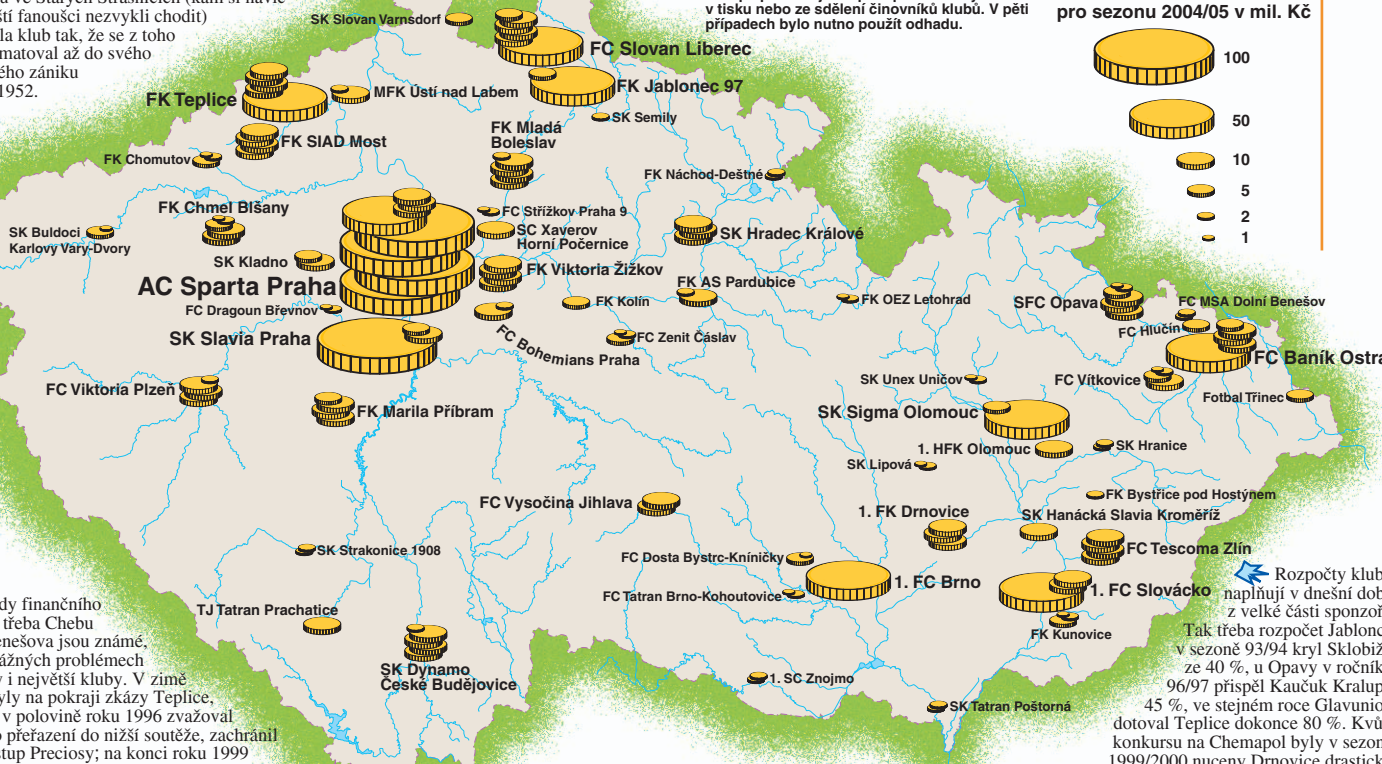 u ve Starých Strašnicích (kam si navíc
ští fanoušci nezvykli chodit)
la klub tak, že se z toho
matoval až do svého
ého zániku
1952.
v tisku nebo ze sdělení činovníků klubů. V pěti
případech bylo nutno použít odhadu.
pro sezonu 2004/05 v mil. Kč
100
50
10
5
2
1
SK Slovan Varnsdorf
FC Slovan Liberec
FK Teplice
MFK Ústí nad Labem
FK Jablonec 97
SK Semily
FK SIAD Most
FK Mladá
Boleslav
FK Chomutov
FK Náchod-Deštné
FK Chmel Blšany
FC Střížkov Praha 9
SK Buldoci
Karlovy Vary-Dvory
SC Xaverov
Horní Počernice
SK Hradec Králové
SK Kladno
FK Viktoria Žižkov
AC Sparta Praha
FK AS Pardubice
FK Kolín
FK OEZ Letohrad
SFC Opava
FC MSA Dolní Benešov
FC Dragoun Břevnov
FC Hlučín
SK Slavia Praha
FC Bohemians Praha
FC Zenit Čáslav
FC Baník Ostra
FC Viktoria Plzeň
SK Unex Uničov
FC Vítkovice
Fotbal Třinec
FK Marila Příbram
SK Sigma Olomouc
1. HFK Olomouc
SK Hranice
SK Lipová
FK Bystřice pod Hostýnem
FC Vysočina Jihlava
1. FK Drnovice
SK Hanácká Slavia Kroměříž
SK Strakonice 1908
FC Dosta Bystrc-Kníničky
FC Tescoma Zlín
1. FC Brno
1. FC Slovácko
FC Tatran Brno-Kohoutovice
TJ Tatran Prachatice
FK Kunovice
SK Dynamo
České Budějovice
1. SC Znojmo
SK Tatran Poštorná
dy finančního
třeba Chebu
enešova jsou známé,
ážných problémech
y i největší kluby. V zimě
yly na pokraji zkázy Teplice,
v polovině roku 1996 zvažoval
o přeřazení do nižší soutěže, zachránil
stup Preciosy; na konci roku 1999
Rozpočty klub
naplňují v dnešní dob
z velké části sponzoř
Tak třeba rozpočet Jablonc
v sezoně 93/94 kryl Sklobiž
ze 40 %, u Opavy v ročník
96/97 přispěl Kaučuk Kralup
45 %, ve stejném roce Glavunio
dotoval Teplice dokonce 80 %. Kvů
konkursu na Chemapol byly v sezon
1999/2000 nuceny Drnovice drastick